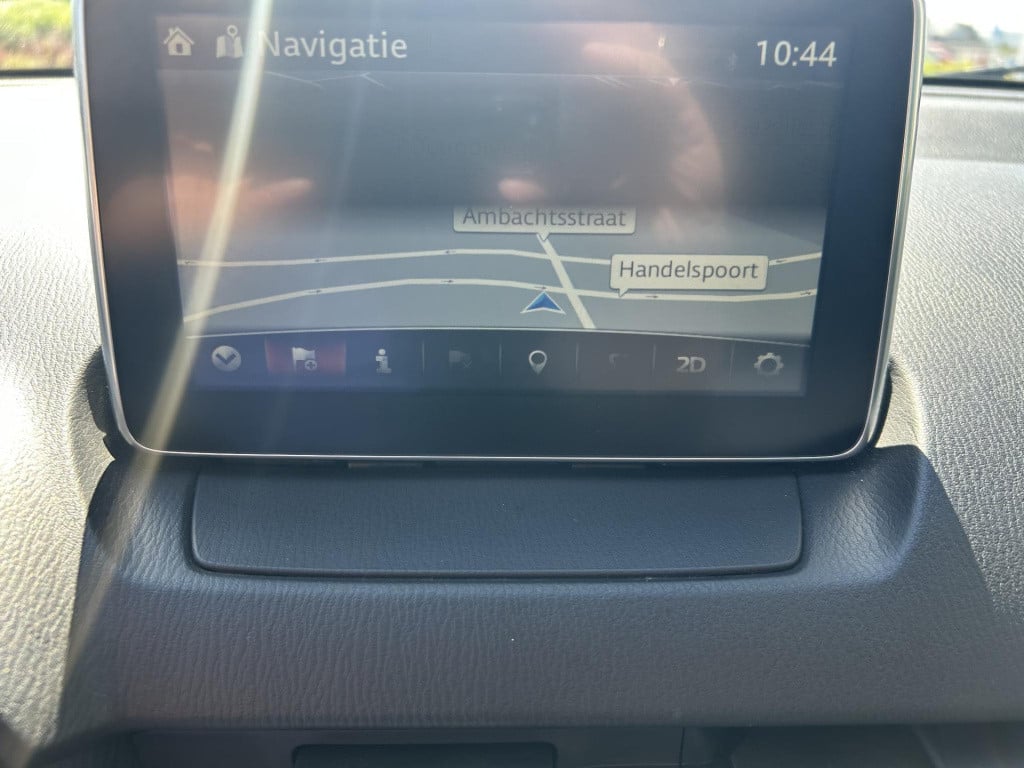 Navigatie
10:44
Ambachtsstraat
Handelspoort
2D